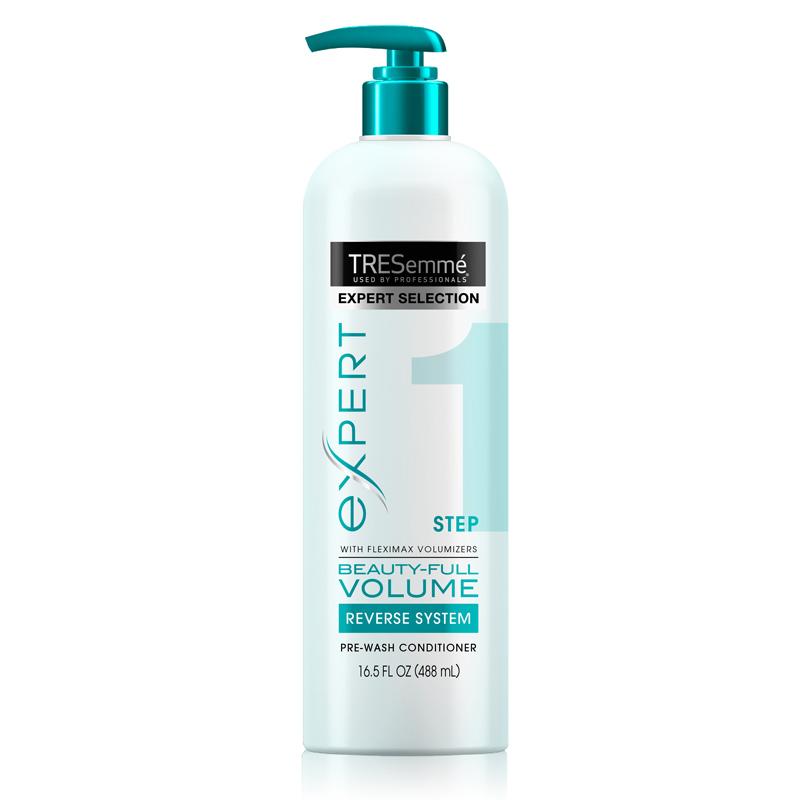 TRESemmé
USED BY PROFESSIONALS
EXPERT SELECTION
eXPERT
1
STEP
WITH FLEXIMAX VOLUMIZERS
BEAUTY-FULL
VOLUME
REVERSE SYSTEM
PRE-WASH CONDITIONER
16.5 FL OZ (488 mL)